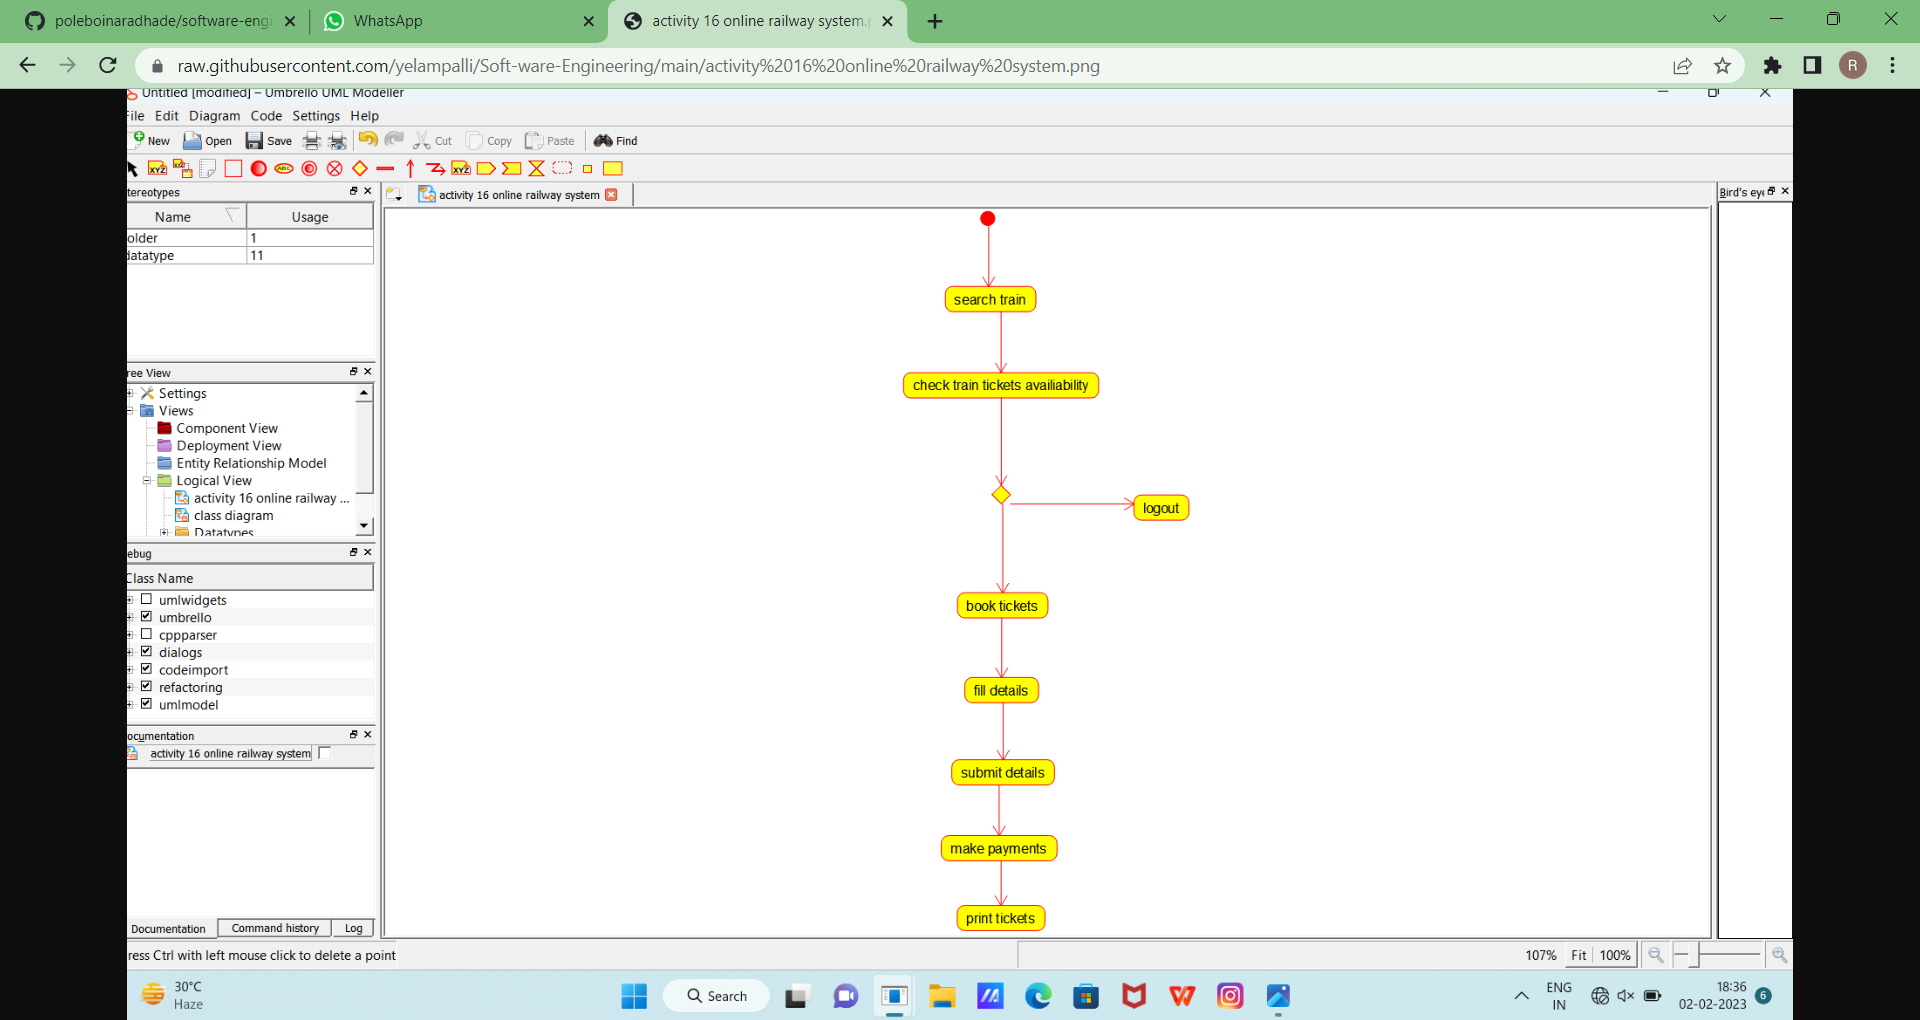 poleboinaradhade/software-engi
WhatsApp
activity 16 online railway system.p
raw.githubusercontent.com/yelampalli/Soft-ware-Engineering/main/activity%2016%20online%20railway%20system.png
R
Untitled [modified] – Umbrello UML Modeller
ile Edit Diagram Code Settings Help
New Open Save Cut Copy Paste Find
XYZ XYZ ABC XYZ
tereotypes
activity 16 online railway system
Bird's eye
Name Usage
older 1
datatype 11
search train
check train tickets availiability
logout
book tickets
fill details
submit details
make payments
print tickets
ree View
Settings
Views
Component View
Deployment View
Entity Relationship Model
Logical View
activity 16 online railway ...
class diagram
Datatypes
ebug
Class Name
umlwidgets
umbrello
cppparser
dialogs
codeimport
refactoring
umlmodel
ocumentation
activity 16 online railway system
Documentation Command history Log
ress Ctrl with left mouse click to delete a point
107% Fit 100%
30°C
Haze
Search
ENG
IN
18:36
02-02-2023
6